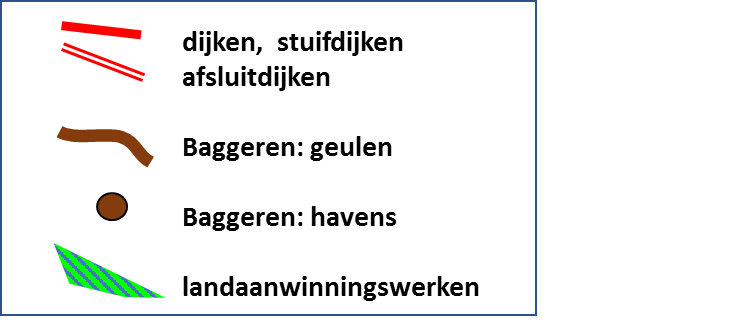 dijken, stuifdijken
afsluitdijken
Baggeren: geulen
Baggeren: havens
landaanwinningswerken